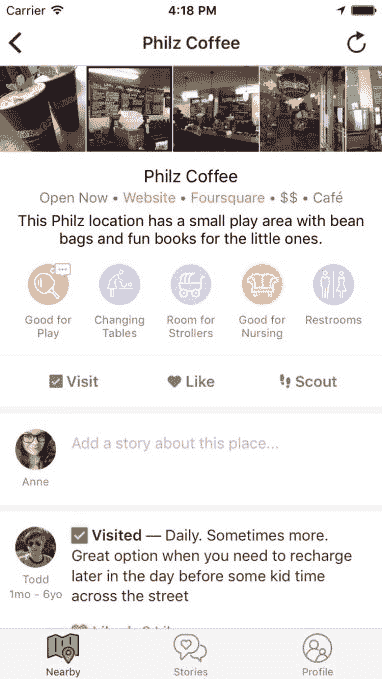 Carrier 4:18 PM
Philz Coffee
Philz Coffee
Open Now • Website • Foursquare • $$ • Café
This Philz location has a small play area with bean
bags and fun books for the little ones.
Good for
Play
Changing
Tables
Room for
Strollers
Good for
Nursing
Restrooms
Visit Like Scout
Add a story about this place...
Anne
Visited — Daily. Sometimes more.
Great option when you need to recharge
later in the day before some kid time
across the street
Todd
1mo - 6yo
Nearby Stories Profile